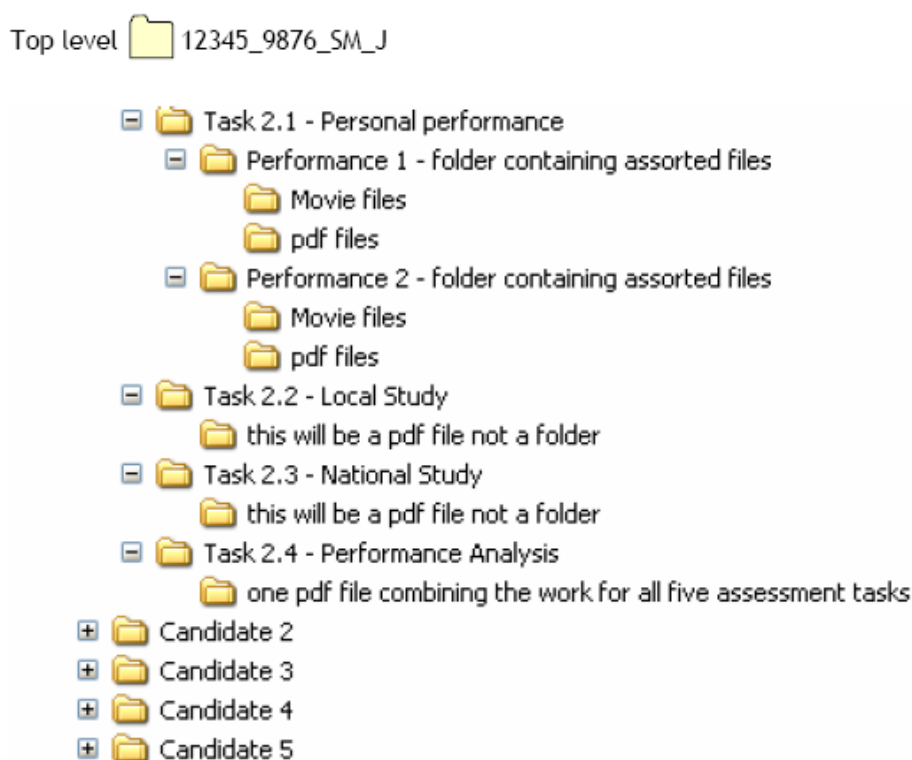 Top level 12345_9876_SM_J
Task 2.1 - Personal performance
Performance 1 - folder containing assorted files
Movie files
pdf files
Performance 2 - folder containing assorted files
Movie files
pdf files
Task 2.2 - Local Study
this will be a pdf file not a folder
Task 2.3 - National Study
this will be a pdf file not a folder
Task 2.4 - Performance Analysis
one pdf file combining the work for all five assessment tasks
Candidate 2
Candidate 3
Candidate 4
Candidate 5